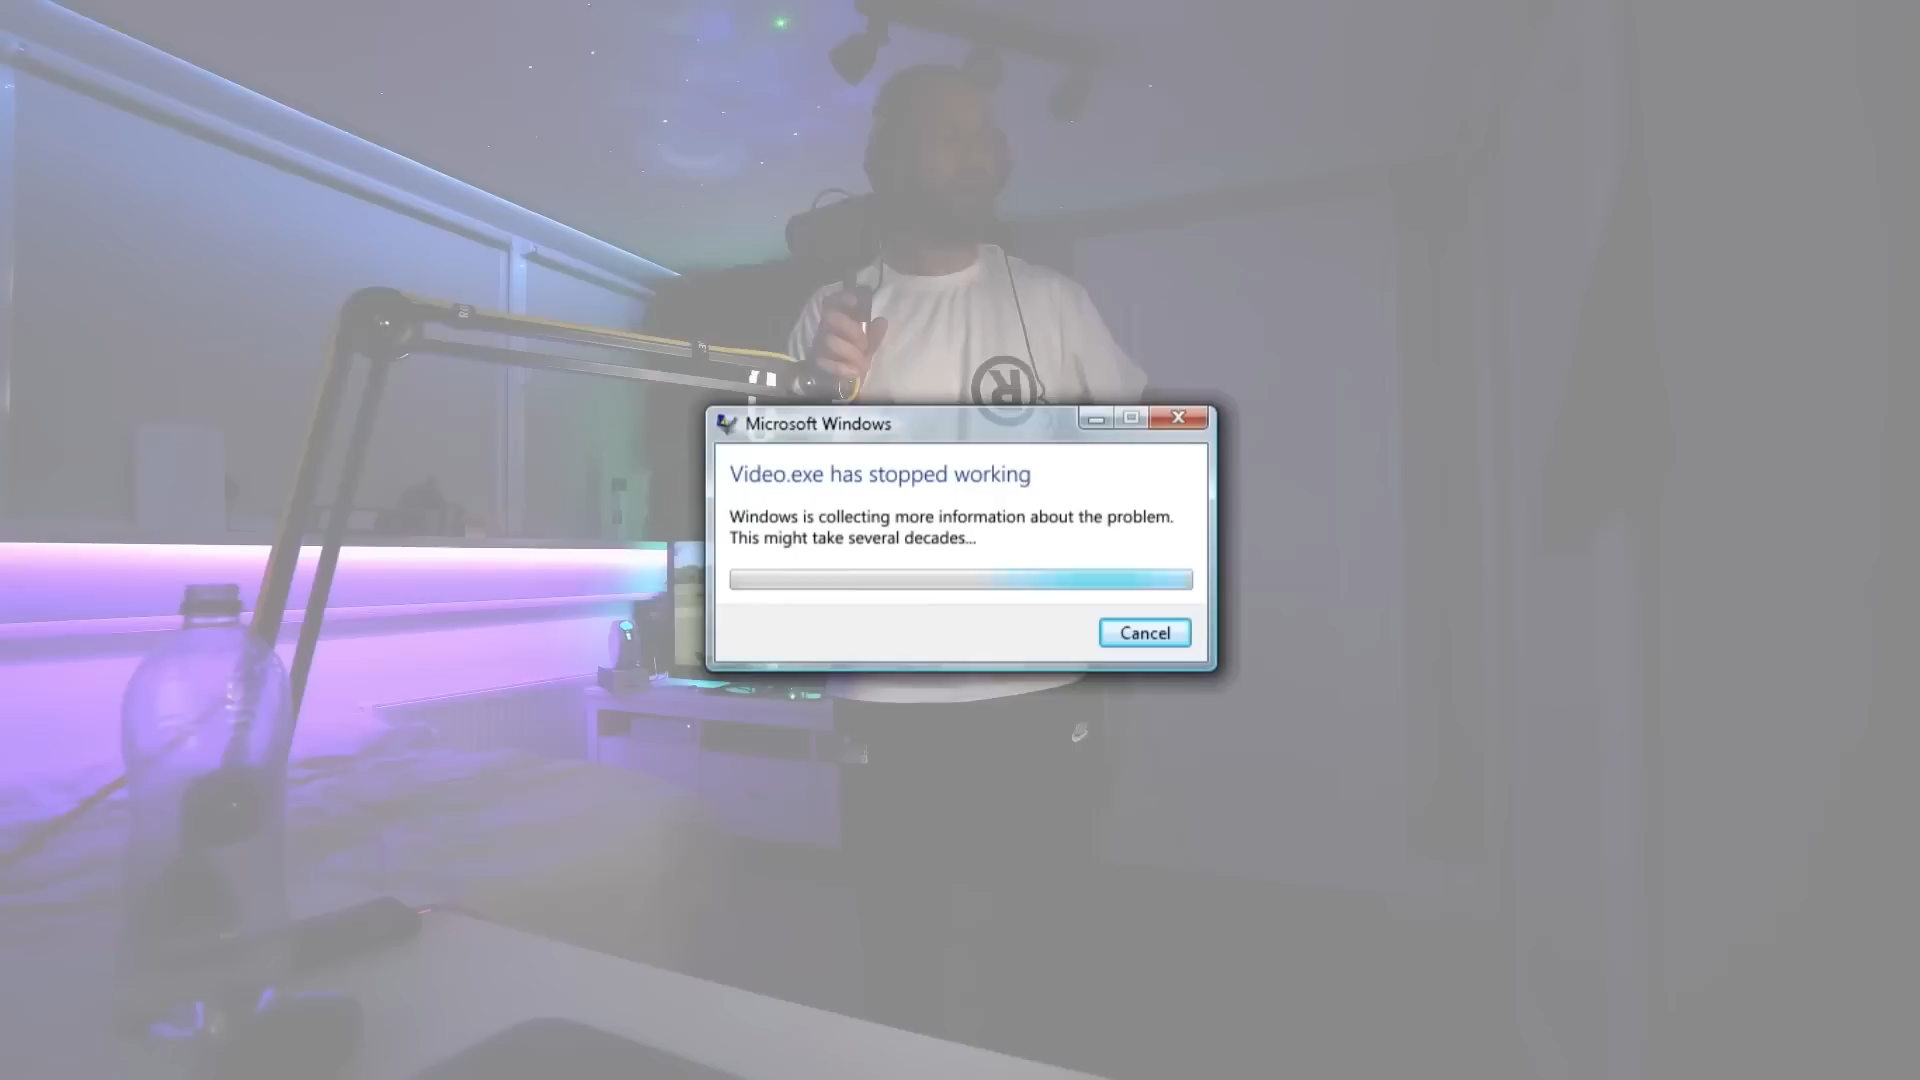 Microsoft Windows
Video.exe has stopped working
Windows is collecting more information about the problem.
This might take several decades...
Cancel